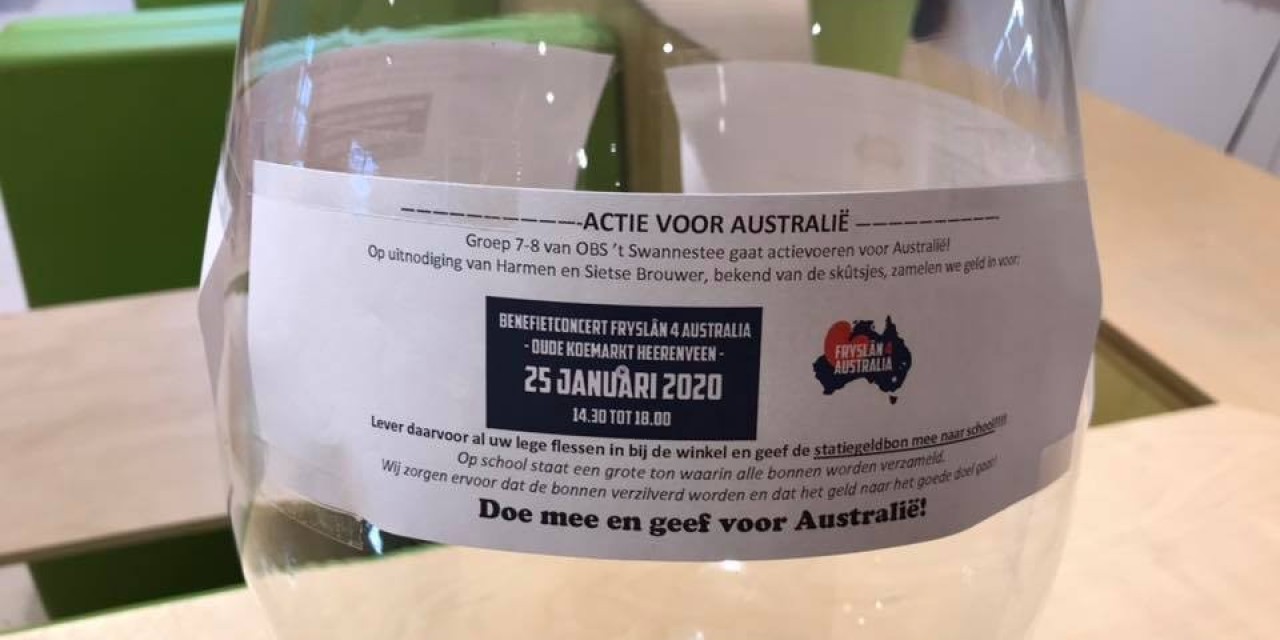 -----------ACTIE VOOR AUSTRALIË-----------
Groep 7-8 van OBS 't Swannestee gaat actievoeren voor Australië!
Op uitnodiging van Harmen en Sietse Brouwer, bekend van de skûtsjes, zamelen we geld in voor:
BENEFIETCONCERT FRYSLÂN 4 AUSTRALIA
- OUDE KOEMARKT HEERENVEEN -
25 JANUARI 2020
14.30 TOT 18.00
FRYSLÂN 4
AUSTRALIA
Lever daarvoor al uw lege flessen in bij de winkel en geef de statiegeldbon mee naar school!!!!
Op school staat een grote ton waarin alle bonnen worden verzameld.
Wij zorgen ervoor dat de bonnen verzilverd worden en dat het geld naar het goede doel gaat!
Doe mee en geef voor Australië!